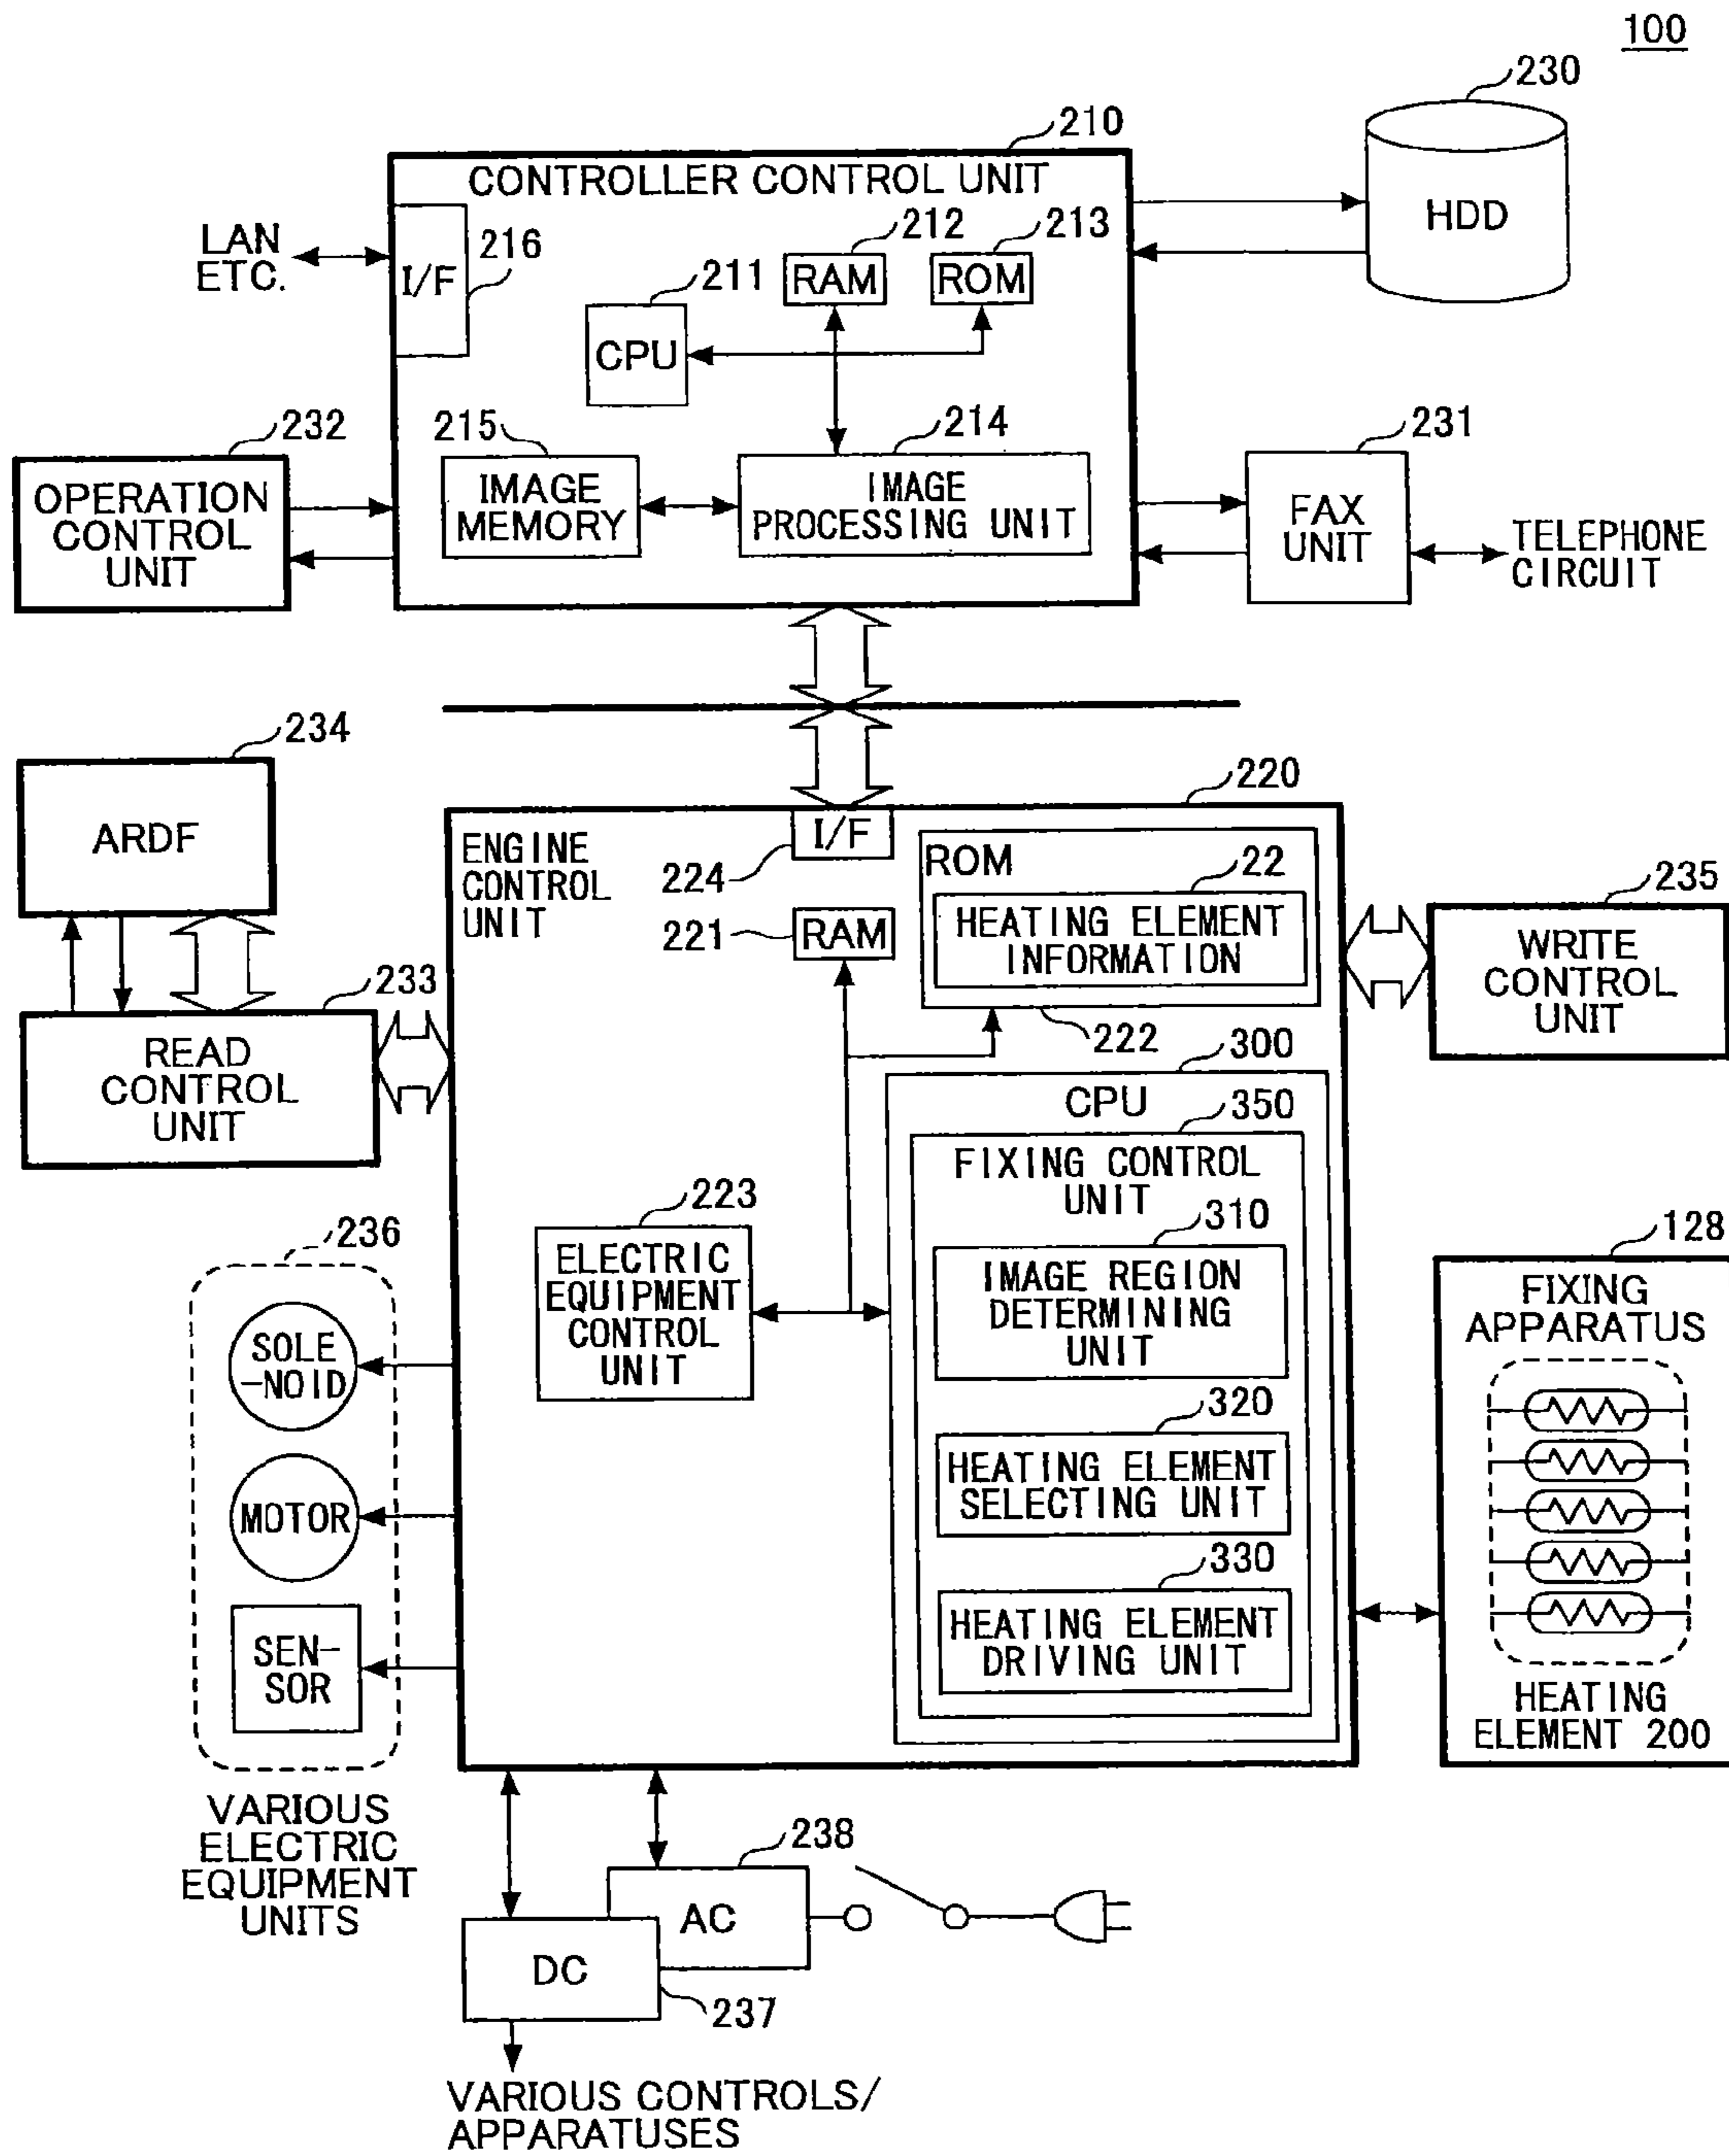 100
230
210
CONTROLLER CONTROL UNIT
HDD
LAN
ETC.
I/F
216
212
213
RAM
ROM
211
CPU
232
OPERATION
CONTROL
UNIT
215
IMAGE
MEMORY
214
IMAGE
PROCESSING UNIT
231
FAX
UNIT
TELEPHONE
CIRCUIT
234
ARDF
233
READ
CONTROL
UNIT
220
ENGINE
CONTROL
UNIT
I/F
224
221
RAM
ROM
22
HEATING ELEMENT
INFORMATION
222
235
WRITE
CONTROL
UNIT
300
CPU
350
FIXING CONTROL
UNIT
310
IMAGE REGION
DETERMINING
UNIT
320
HEATING ELEMENT
SELECTING UNIT
330
HEATING ELEMENT
DRIVING UNIT
223
ELECTRIC
EQUIPMENT
CONTROL
UNIT
236
SOLE
-NOID
MOTOR
SEN-
SOR
VARIOUS
ELECTRIC
EQUIPMENT
UNITS
128
FIXING
APPARATUS
HEATING
ELEMENT 200
238
AC
DC
237
VARIOUS CONTROLS/
APPARATUSES